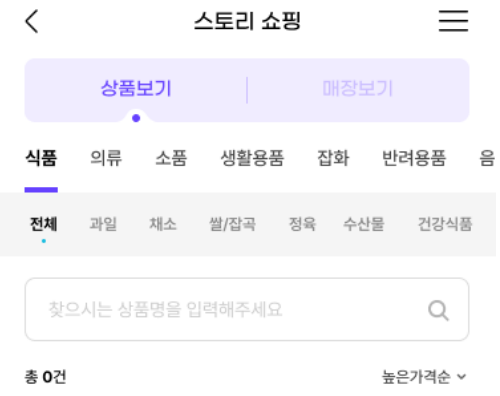 스토리 쇼핑
상품보기 매장보기
식품 의류 소품 생활용품 잡화 반려용품 음
전체 과일 채소 쌀/잡곡 정육 수산물 건강식품
찾으시는 상품명을 입력해주세요
총 0건 높은가격순